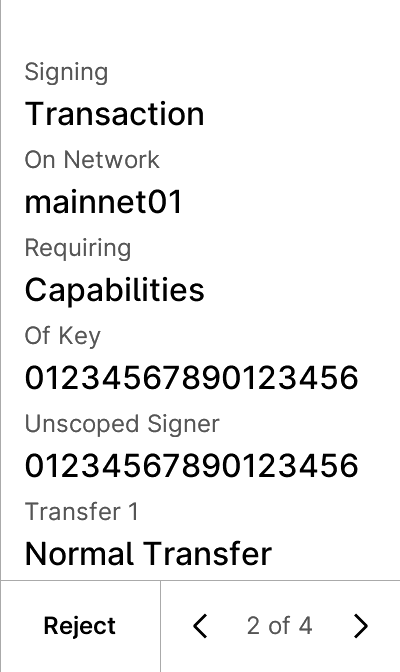 Signing
Transaction
On Network
mainnet01
Requiring
Capabilities
Of Key
01234567890123456
Unscoped Signer
01234567890123456
Transfer 1
Normal Transfer
Reject
2 of 4